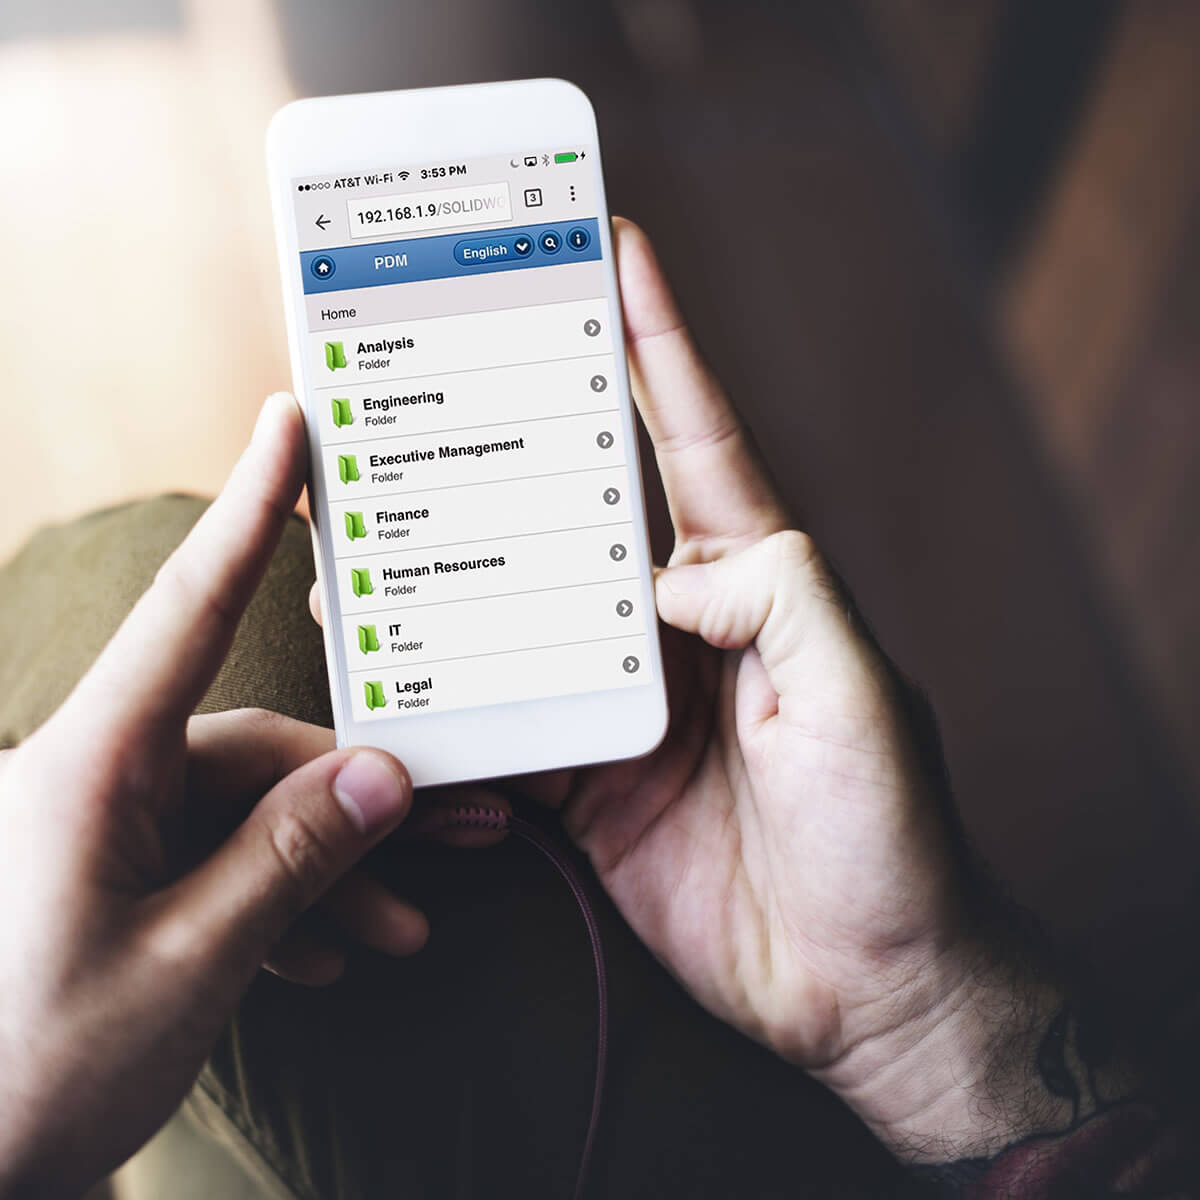 AT&T Wi-Fi 3:53 PM
192.168.1.9/SOLIDWO
3
PDM English
Home
Analysis
Folder
Engineering
Folder
Executive Management
Folder
Finance
Folder
Human Resources
Folder
IT
Folder
Legal
Folder